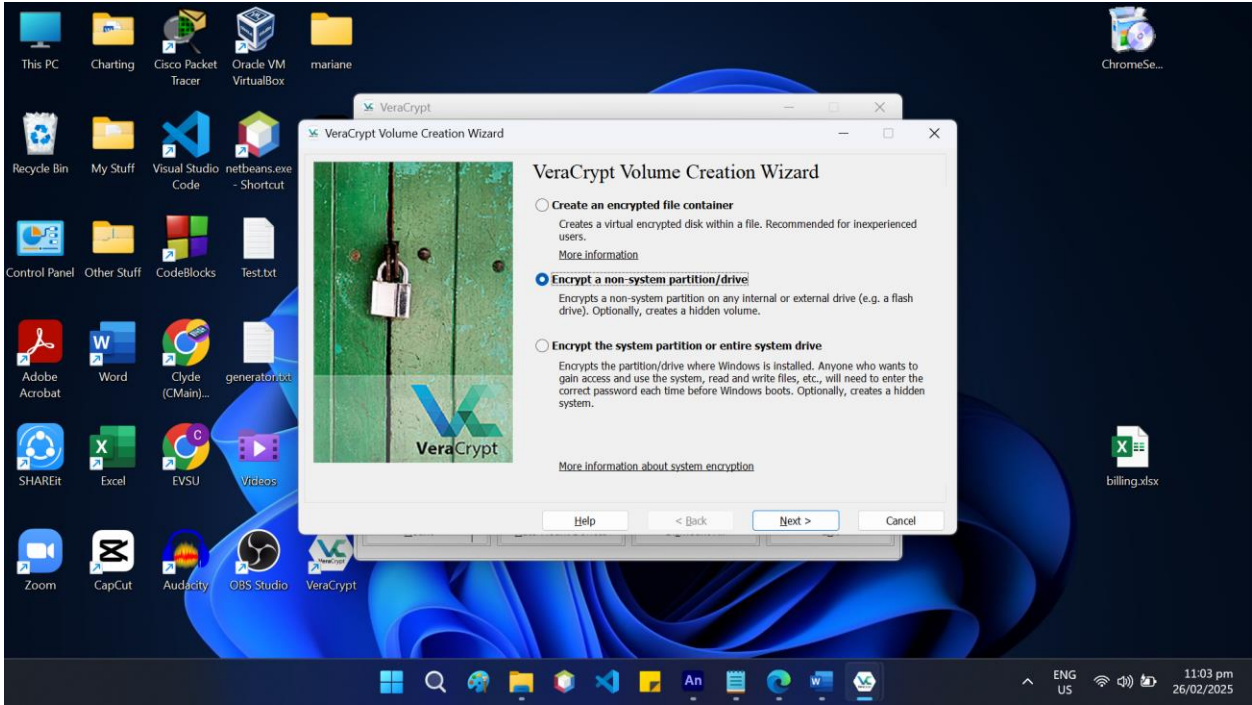 This PC
Charting
Cisco Packet
Tracer
Oracle VM
VirtualBox
mariane
ChromeSe...
Recycle Bin
My Stuff
Visual Studio
Code
netbeans.exe
- Shortcut
Control Panel
Other Stuff
CodeBlocks
Test.txt
Adobe
Acrobat
Word
Clyde
(CMain)...
generator.txt
SHAREit
Excel
EVSU
Videos
billing.xlsx
Zoom
CapCut
Audacity
OBS Studio
VeraCrypt
VeraCrypt
VeraCrypt Volume Creation Wizard
VeraCrypt Volume Creation Wizard
Create an encrypted file container
Creates a virtual encrypted disk within a file. Recommended for inexperienced
users.
More information
Encrypt a non-system partition/drive
Encrypts a non-system partition on any internal or external drive (e.g. a flash
drive). Optionally, creates a hidden volume.
Encrypt the system partition or entire system drive
Encrypts the partition/drive where Windows is installed. Anyone who wants to
gain access and use the system, read and write files, etc., will need to enter the
correct password each time before Windows boots. Optionally, creates a hidden
system.
More information about system encryption
VeraCrypt
Help
< Back
Next >
Cancel
An
ENG
US
11:03 pm
26/02/2025